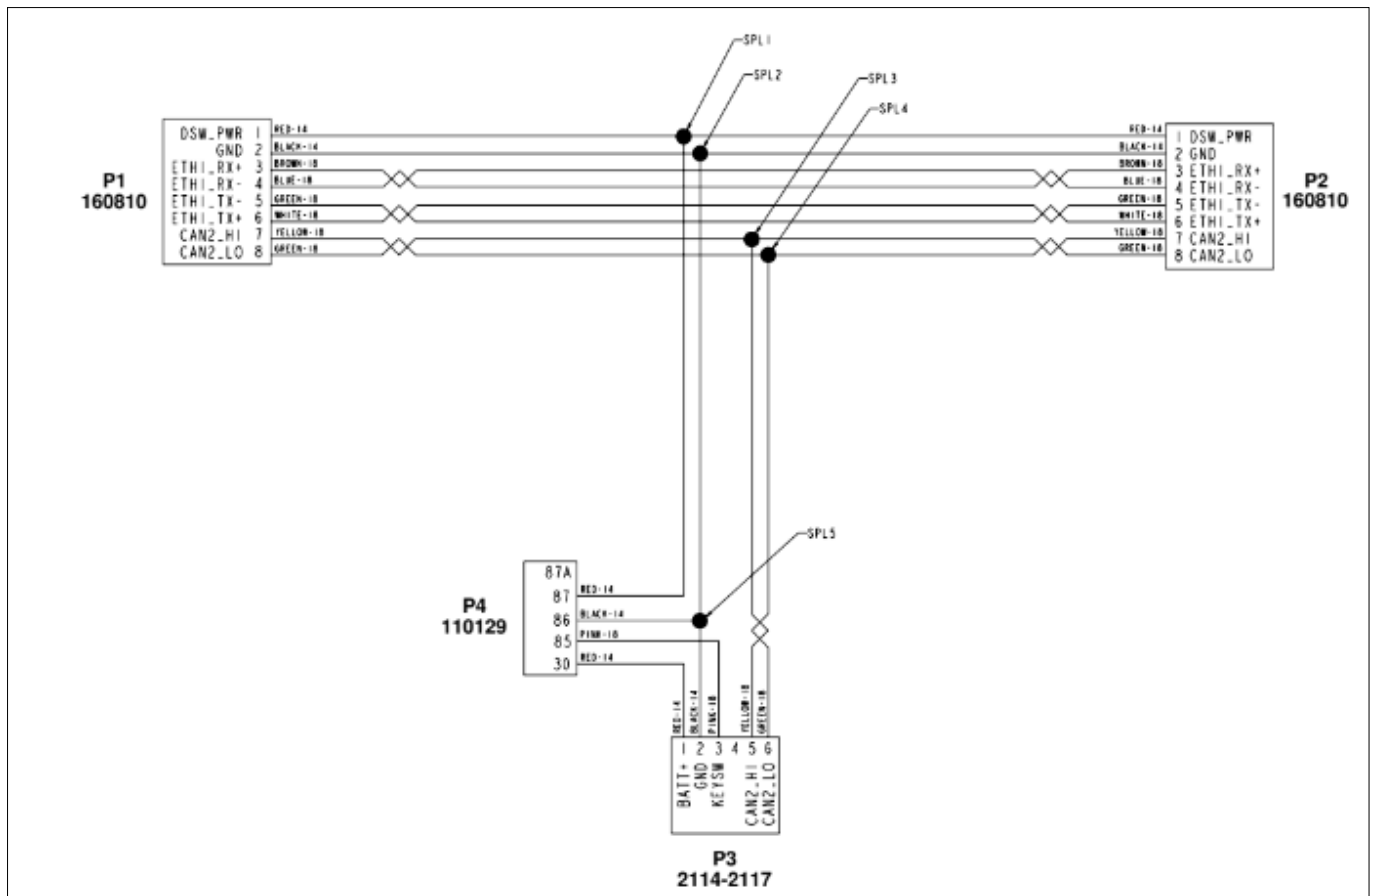 SPL1
SPL2
SPL3
SPL4
P1
160810
DSW_PWR 1 RED-14
GND 2 BLACK-14
ETH1_RX+ 3 BROWN-18
ETH1_RX- 4 BLUE-18
ETH1_TX- 5 GREEN-18
ETH1_TX+ 6 WHITE-18
CAN2_HI 7 YELLOW-18
CAN2_LO 8 GREEN-18
RED-14 1 DSW_PWR
BLACK-14 2 GND
BROWN-18 3 ETH1_RX+
BLUE-18 4 ETH1_RX-
GREEN-18 5 ETH1_TX-
WHITE-18 6 ETH1_TX+
YELLOW-18 7 CAN2_HI
GREEN-18 8 CAN2_LO
P2
160810
SPL5
P4
110129
87A
87 RED-14
86 BLACK-14
85 PINK-18
30 RED-14
RED-14
BLACK-14
PINK-18
YELLOW-18
GREEN-18
1 2 3 4 5 6
BATT+
GND
KEYSW
CAN2_HI
CAN2_LO
P3
2114-2117